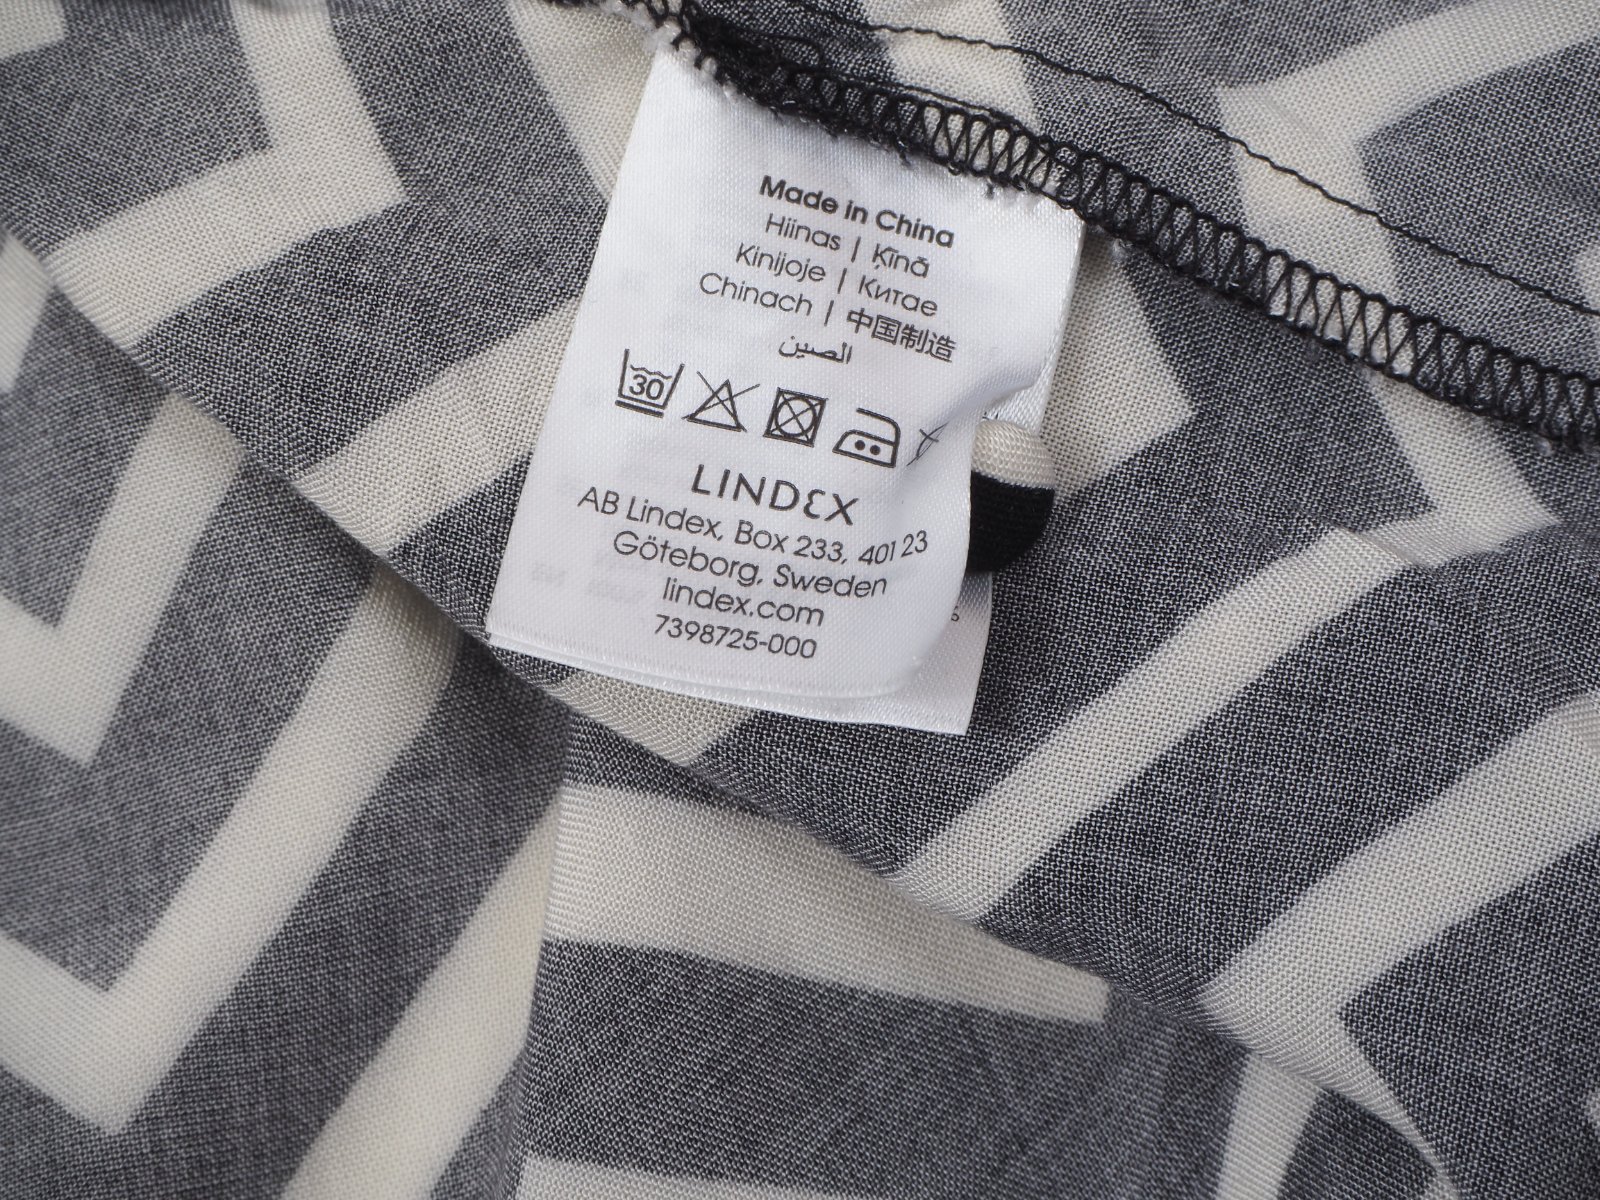 Made in China
Hiinas | Ķīnā
Kinijoje | Китае
Chinach | 中国制造
الصين
30
LINDEX
AB Lindex, Box 233, 401 23
Göteborg, Sweden
lindex.com
7398725-000